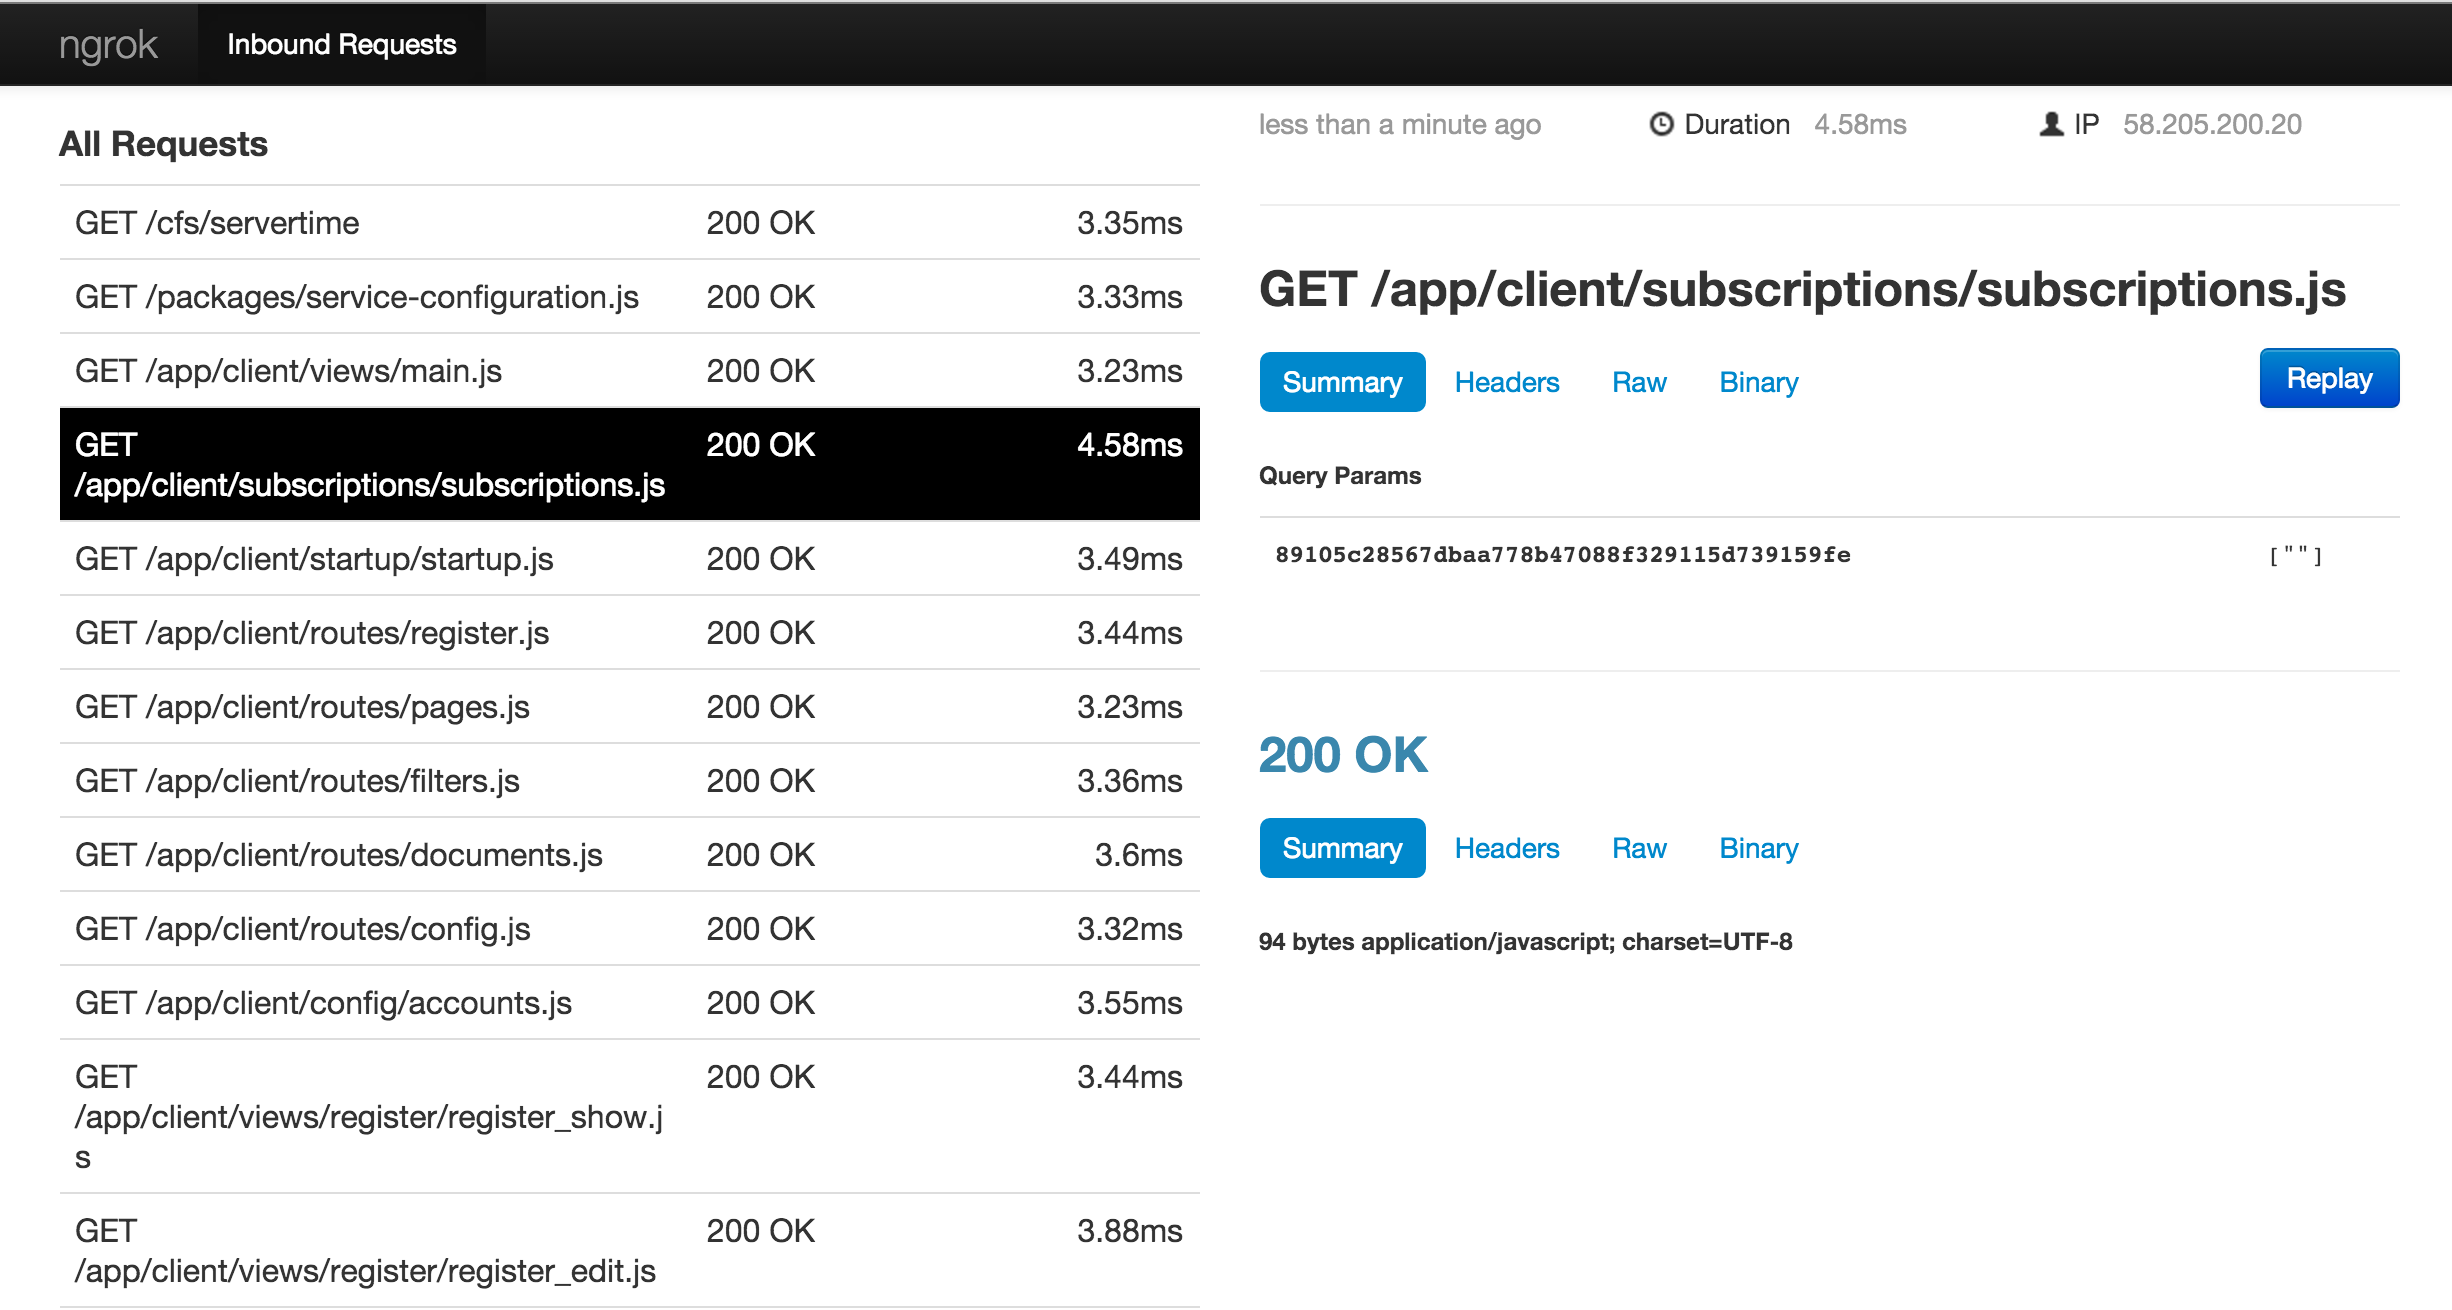 ngrok Inbound Requests
All Requests
GET /cfs/servertime 200 OK 3.35ms
GET /packages/service-configuration.js 200 OK 3.33ms
GET /app/client/views/main.js 200 OK 3.23ms
GET 200 OK 4.58ms
/app/client/subscriptions/subscriptions.js
GET /app/client/startup/startup.js 200 OK 3.49ms
GET /app/client/routes/register.js 200 OK 3.44ms
GET /app/client/routes/pages.js 200 OK 3.23ms
GET /app/client/routes/filters.js 200 OK 3.36ms
GET /app/client/routes/documents.js 200 OK 3.6ms
GET /app/client/routes/config.js 200 OK 3.32ms
GET /app/client/config/accounts.js 200 OK 3.55ms
GET 200 OK 3.44ms
/app/client/views/register/register_show.j
s
GET 200 OK 3.88ms
/app/client/views/register/register_edit.js
less than a minute ago Duration 4.58ms IP 58.205.200.20
GET /app/client/subscriptions/subscriptions.js
Summary Headers Raw Binary Replay
Query Params
89105c28567dbaa778b47088f329115d739159fe [""]
200 OK
Summary Headers Raw Binary
94 bytes application/javascript; charset=UTF-8